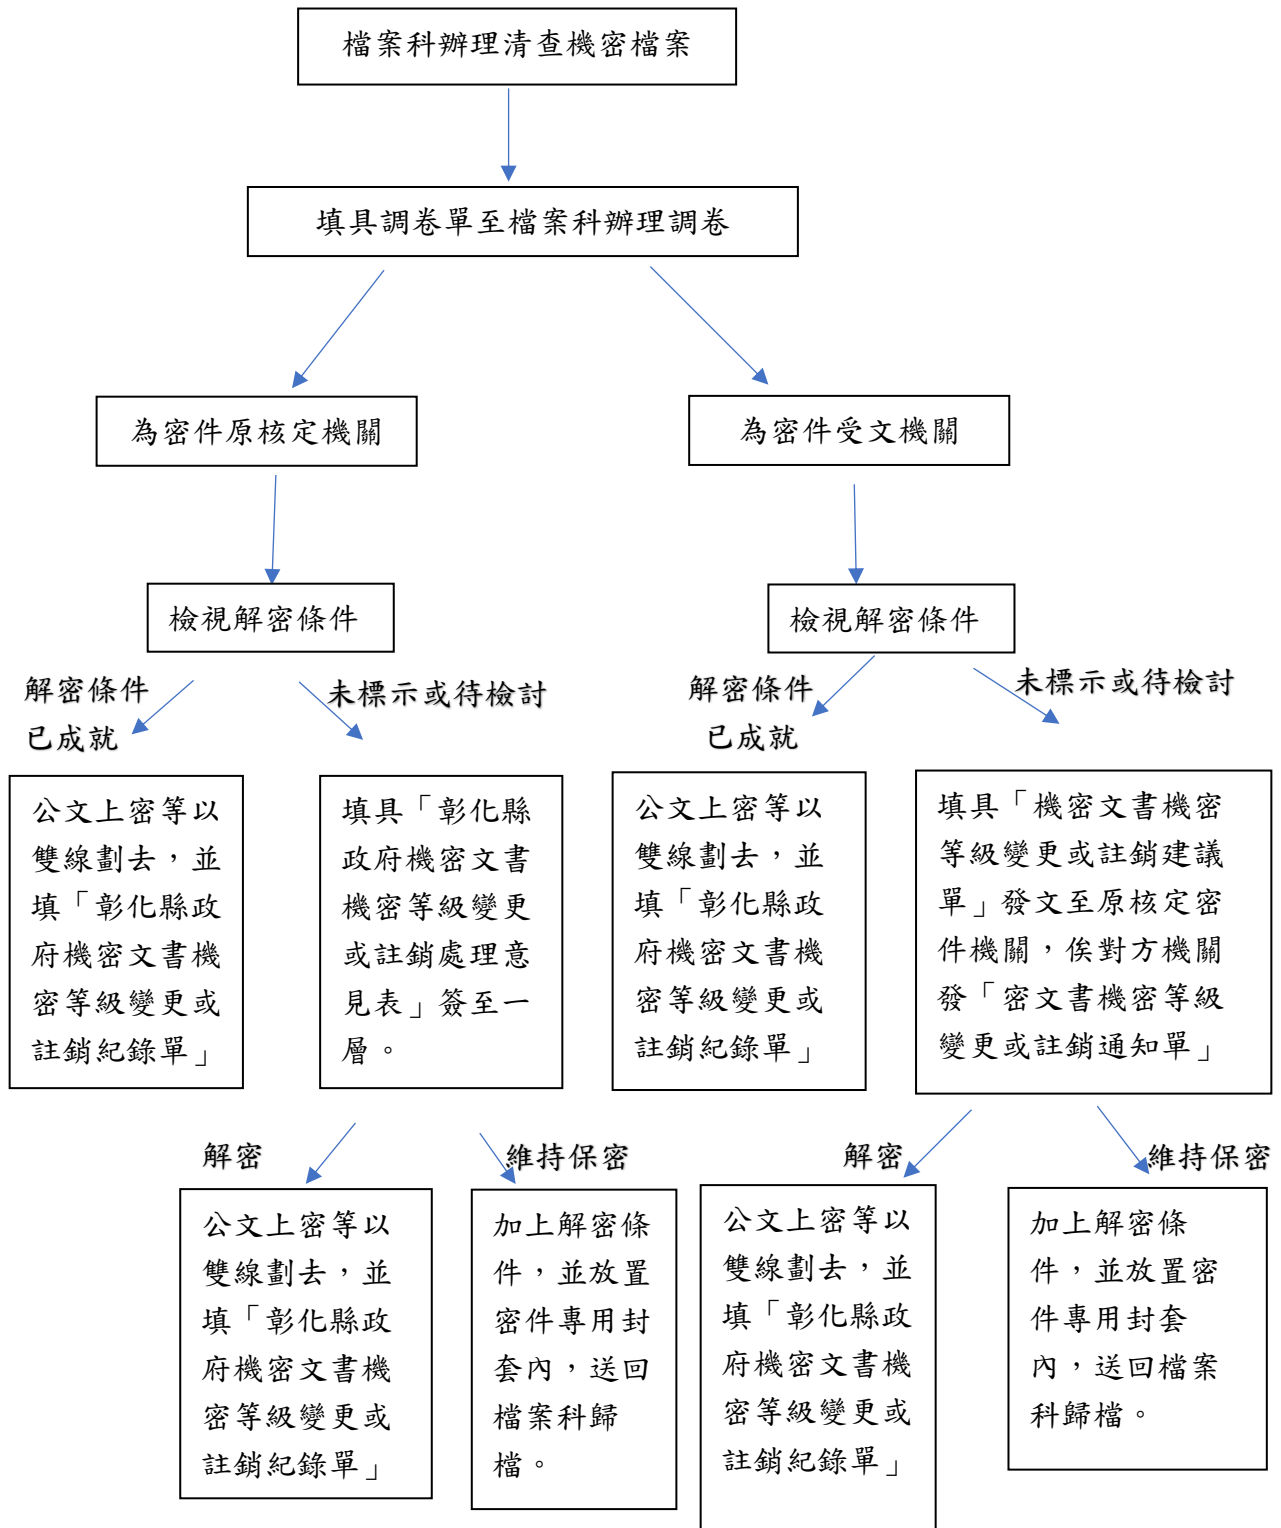 檔案科辦理清查機密檔案
填具調卷單至檔案科辦理調卷
為密件原核定機關
為密件受文機關
檢視解密條件
檢視解密條件
解密條件
已成就
未標示或待檢討
解密條件
已成就
未標示或待檢討
公文上密等以
雙線劃去，並
填「彰化縣政
府機密文書機
密等級變更或
註銷紀錄單」
填具「彰化縣
政府機密文書
機密等級變更
或註銷處理意
見表」簽至一
層。
公文上密等以
雙線劃去，並
填「彰化縣政
府機密文書機
密等級變更或
註銷紀錄單」
填具「機密文書機密
等級變更或註銷建議
單」發文至原核定密
件機關，俟對方機關
發「密文書機密等級
變更或註銷通知單」
解密
維持保密
解密
維持保密
公文上密等以
雙線劃去，並
填「彰化縣政
府機密文書機
密等級變更或
註銷紀錄單」
加上解密條
件，並放置
密件專用封
套內，送回
檔案科歸
檔。
公文上密等以
雙線劃去，並
填「彰化縣政
府機密文書機
密等級變更或
註銷紀錄單」
加上解密條
件，並放置密
件專用封套
內，送回檔案
科歸檔。